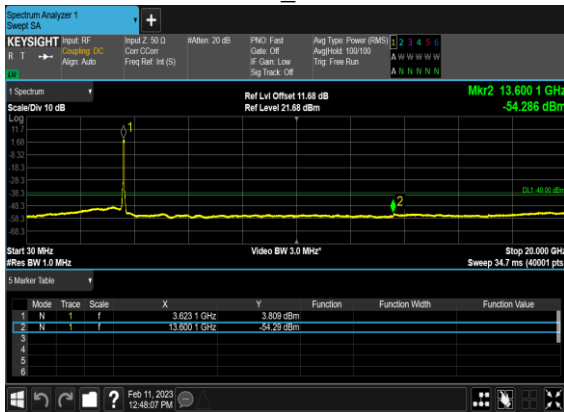 Spectrum Analyzer 1
Swept SA
+
KEYSIGHT Input: RF Input Z: 50 Ω #Atten: 20 dB PNO: Fast Avg Type: Power (RMS) 1 2 3 4 5 6
R T Coupling: DC Corr CCorr Gate: Off Avg|Hold: 100/100 A W W W W W
Align: Auto Freq Ref: Int (S) IF Gain: Low Trig: Free Run
Sig Track: Off A N N N N N
1 Spectrum Ref Lvl Offset 11.68 dB Mkr2 13.600 1 GHz
Scale/Div 10 dB Ref Level 21.68 dBm -54.286 dBm
Log
11.7
1
1.68
-8.32
-18.3
-28.3
-38.3
DL1 -40.00 dBm
2
-48.3
-58.3
-68.3
Start 30 MHz Video BW 3.0 MHz* Stop 20.000 GHz
#Res BW 1.0 MHz Sweep 34.7 ms (40001 pts)
5 Marker Table
Mode Trace Scale X Y Function Function Width Function Value
1 N 1 f 3.623 1 GHz 3.809 dBm
2 N 1 f 13.600 1 GHz -54.29 dBm
3
4
5
6
? Feb 11, 2023
12:48:07 PM